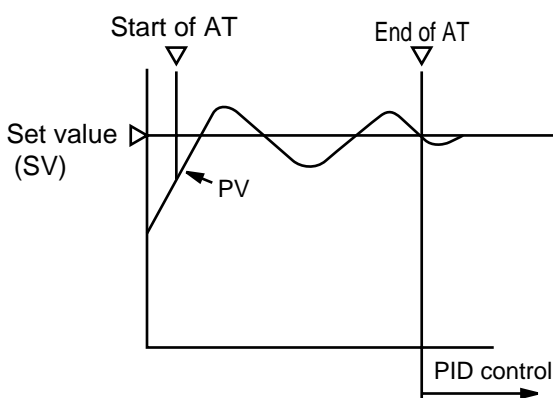 Start of AT
End of AT
Set value
(SV)
PV
PID control